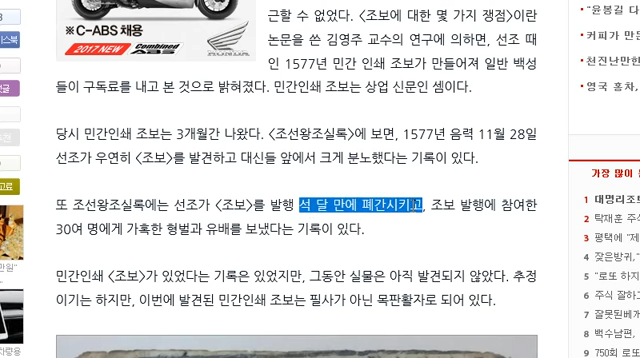 근할 수 없었다. <조보에 대한 몇 가지 쟁점>이란
※C-ABS 채용
논문을 쓴 김영주 교수의 연구에 의하면, 선조 때
2017 NEW Combined ABS HONDA
인 1577년 민간 인쇄 조보가 만들어져 일반 백성
들이 구독료를 내고 본 것으로 밝혀졌다. 민간인쇄 조보는 상업 신문인 셈이다.
당시 민간인쇄 조보는 3개월간 나왔다. <조선왕조실록>에 보면, 1577년 음력 11월 28일
선조가 우연히 <조보>를 발견하고 대신들 앞에서 크게 분노했다는 기록이 있다.
또 조선왕조실록에는 선조가 <조보>를 발행 석 달 만에 폐간시키고, 조보 발행에 참여한
30여 명에게 가혹한 형벌과 유배를 보냈다는 기록이 있다.
민간인쇄 <조보>가 있었다는 기록은 있었지만, 그동안 실물은 아직 발견되지 않았다. 추정
이기는 하지만, 이번에 발견된 민간인쇄 조보는 필사가 아닌 목판활자로 되어 있다.
"윤봉길 다
커피가 만든
천진난만한
영국 홍차,
가장 많이
1 대명리조트
2 탁재훈 주식
3 평택에 "제
4 잦은방귀,"
5 "로또 하지
6 주식 잘하고
7 잘못된베개
8 백수남편,
9 750회 로또